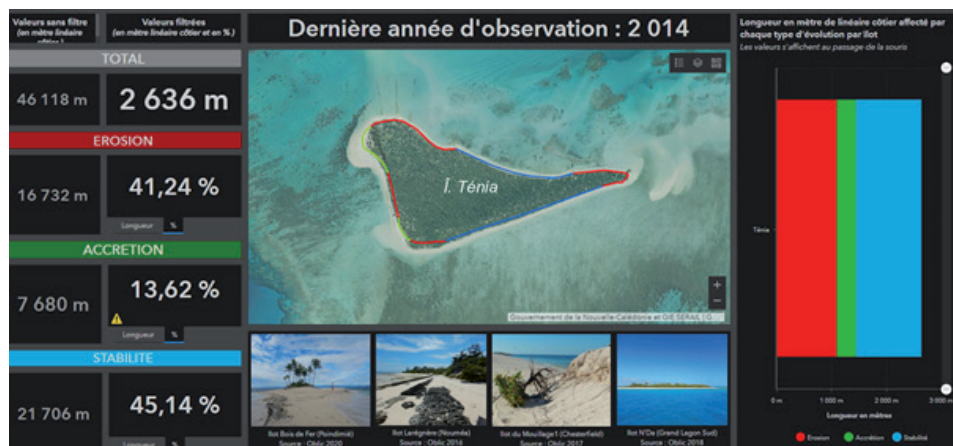 Valeurs sans filtre
(en mètre linéaire
côtier )
Valeurs filtrées
(en mètre linéaire côtier et en % )
TOTAL
46 118 m
2 636 m
EROSION
16 732 m
41,24 %
Longueur
%
ACCRETION
7 680 m
13,62 %
Longueur
%
STABILITE
21 706 m
45,14 %
Dernière année d'observation : 2 014
Î. Ténia
+
−
Gouvernement de la Nouvelle-Calédonie et GIE SERAIL | G...
Ilot Bois de Fer (Poindimié)
Source : Oblic 2020
Ilot Larégnère (Nouméa)
Source : Oblic 2016
Ilot du Mouillage1 (Chesterfield)
Source : Oblic 2017
Ilot N'Da (Grand Lagon Sud)
Source : Oblic 2018
Longueur en mètre de linéaire côtier affecté par
chaque type d'évolution par îlot
Les valeurs s'affichent au passage de la souris
Ténia
0 m
1 000 m
2 000 m
3 000 m
Longueur en mètres
Erosion
Accrétion
Stabilité